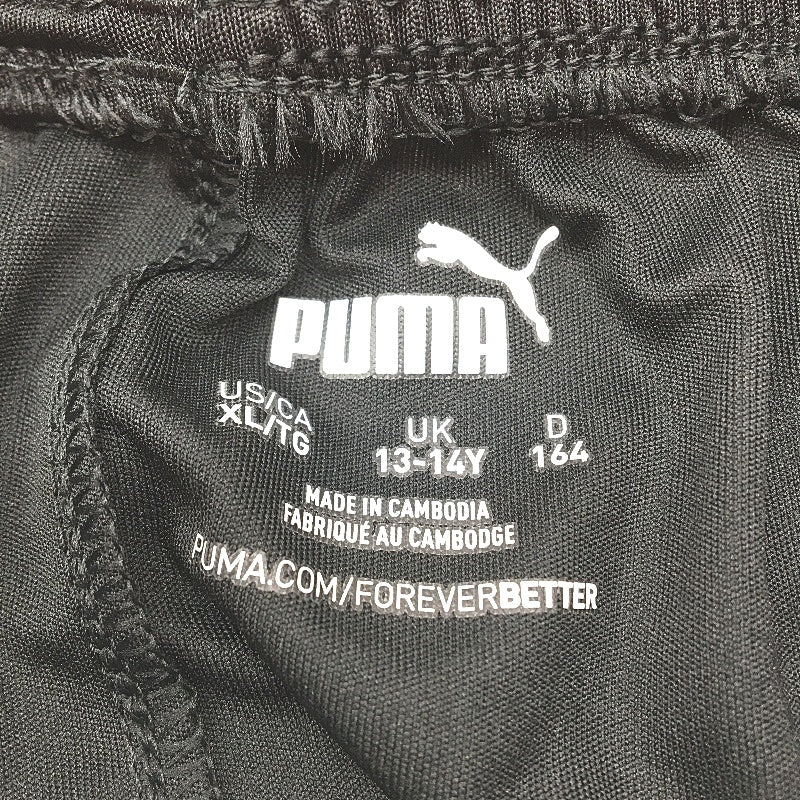 PUMA
US/CA UK D
XL/TG 13-14Y 164
MADE IN CAMBODIA
FABRIQUÉ AU CAMBODGE
PUMA.COM/FOREVERBETTER